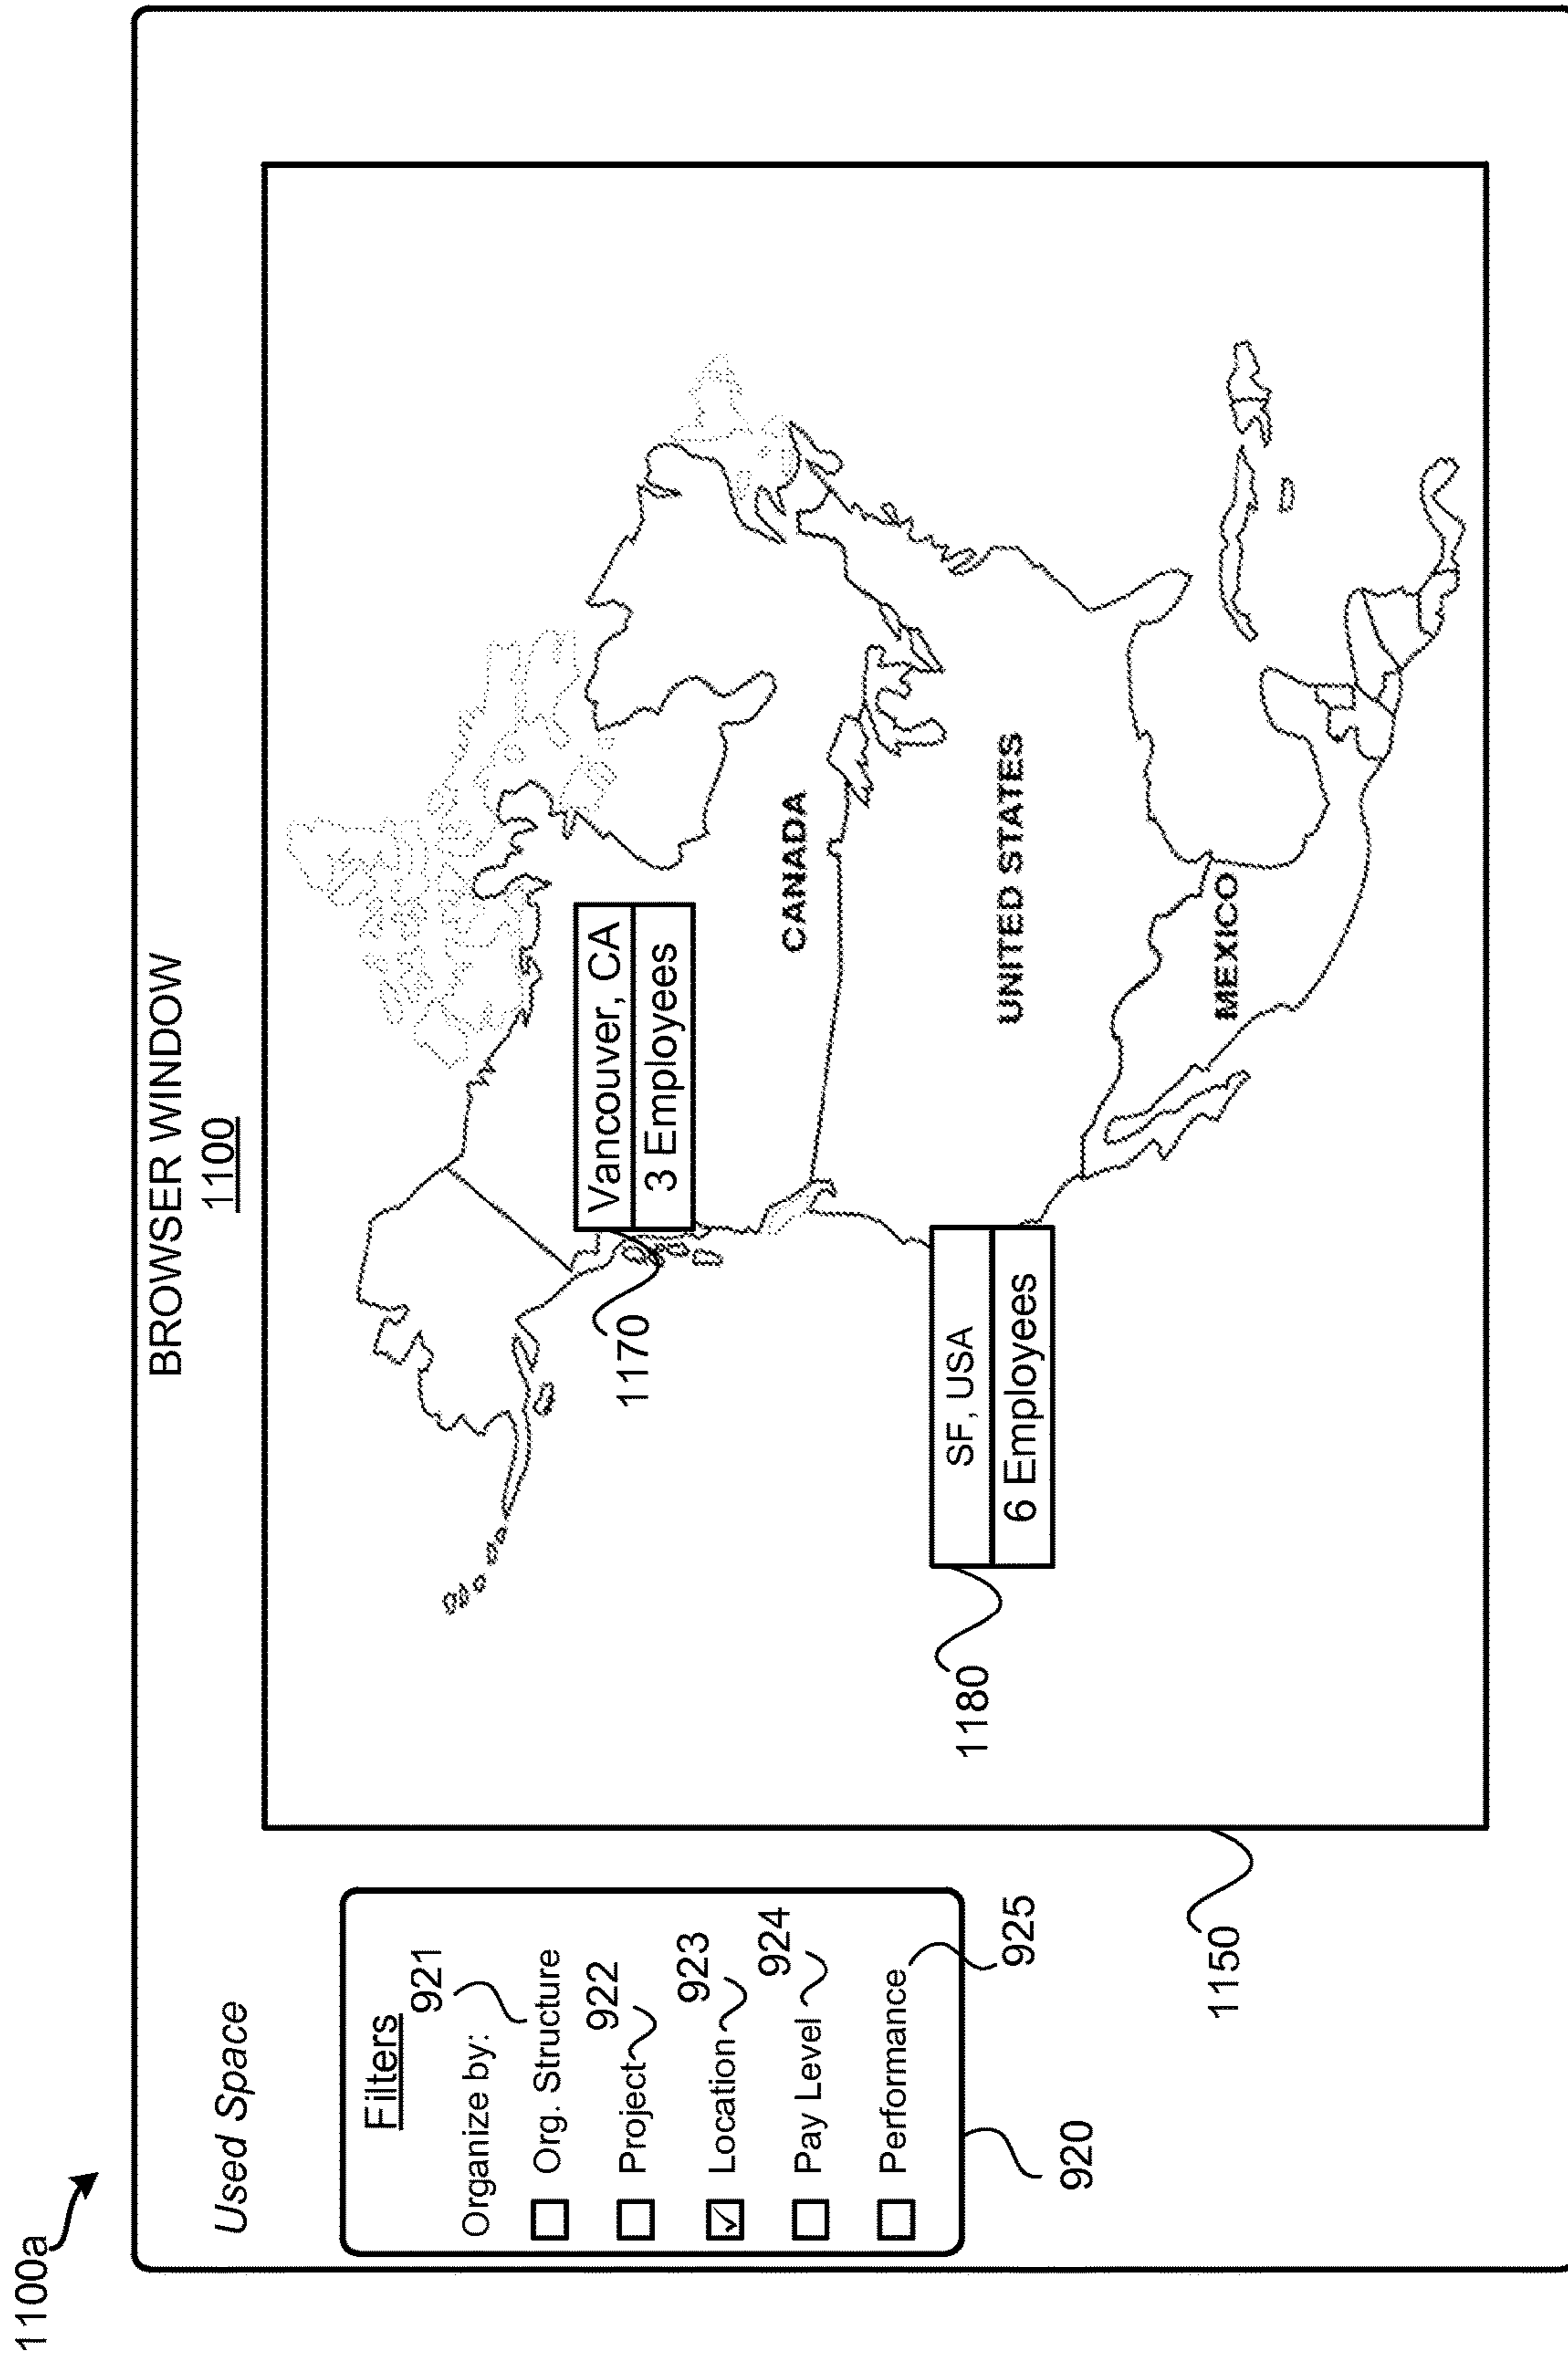 1100a
BROWSER WINDOW
1100
Used Space
Filters
Organize by:
921
Org. Structure
922
Project
923
Location
924
Pay Level
925
Performance
920
1150
Vancouver, CA
3 Employees
1170
CANADA
UNITED STATES
MEXICO
SF, USA
6 Employees
1180